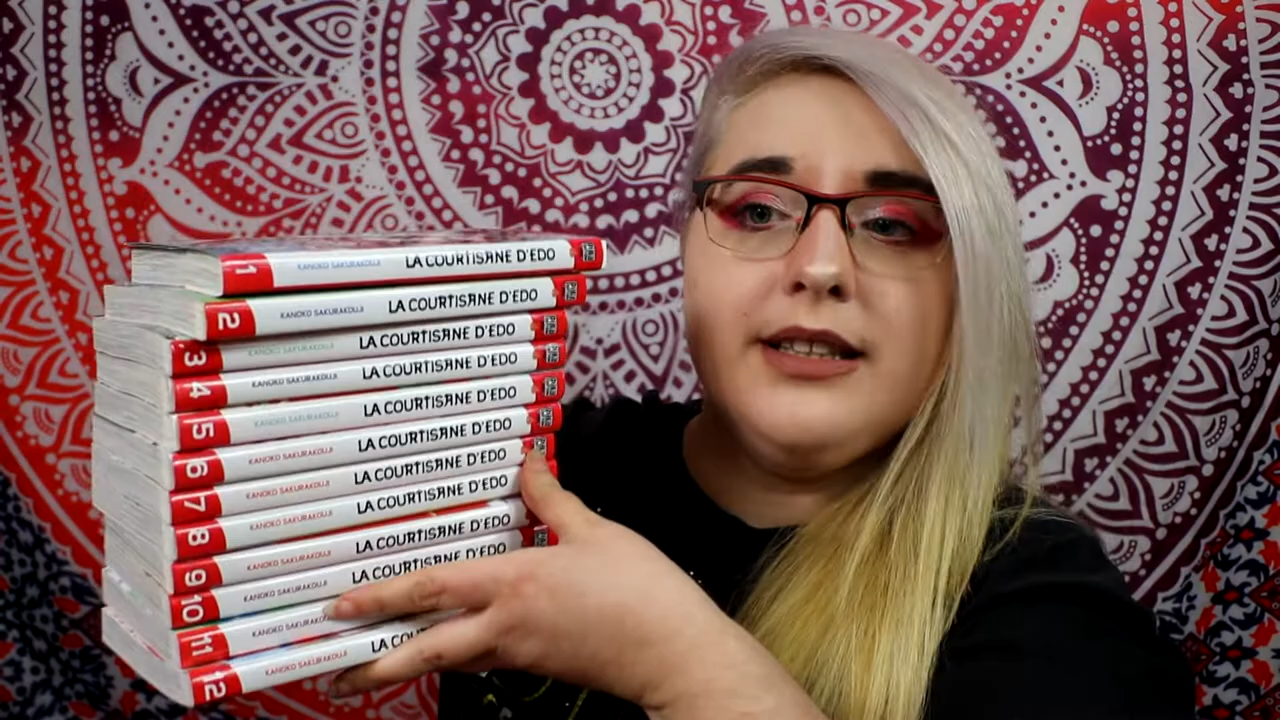 1 KANOKO SAKURAKOUJI LA COURTISANE D'EDO
2 KANOKO SAKURAKOUJI LA COURTISANE D'EDO
3 KANOKO SAKURAKOUJI LA COURTISANE D'EDO
4 KANOKO SAKURAKOUJI LA COURTISANE D'EDO
5 KANOKO SAKURAKOUJI LA COURTISANE D'EDO
6 KANOKO SAKURAKOUJI LA COURTISANE D'EDO
7 KANOKO SAKURAKOUJI LA COURTISANE D'EDO
8 KANOKO SAKURAKOUJI LA COURTISANE D'EDO
9 KANOKO SAKURAKOUJI LA COURTISANE D'EDO
10 KANOKO SAKURAKOUJI LA COURTISANE D'EDO
11 KANOKO SAKURAKOUJI
12 KANOKO SAKURAKOUJI LA